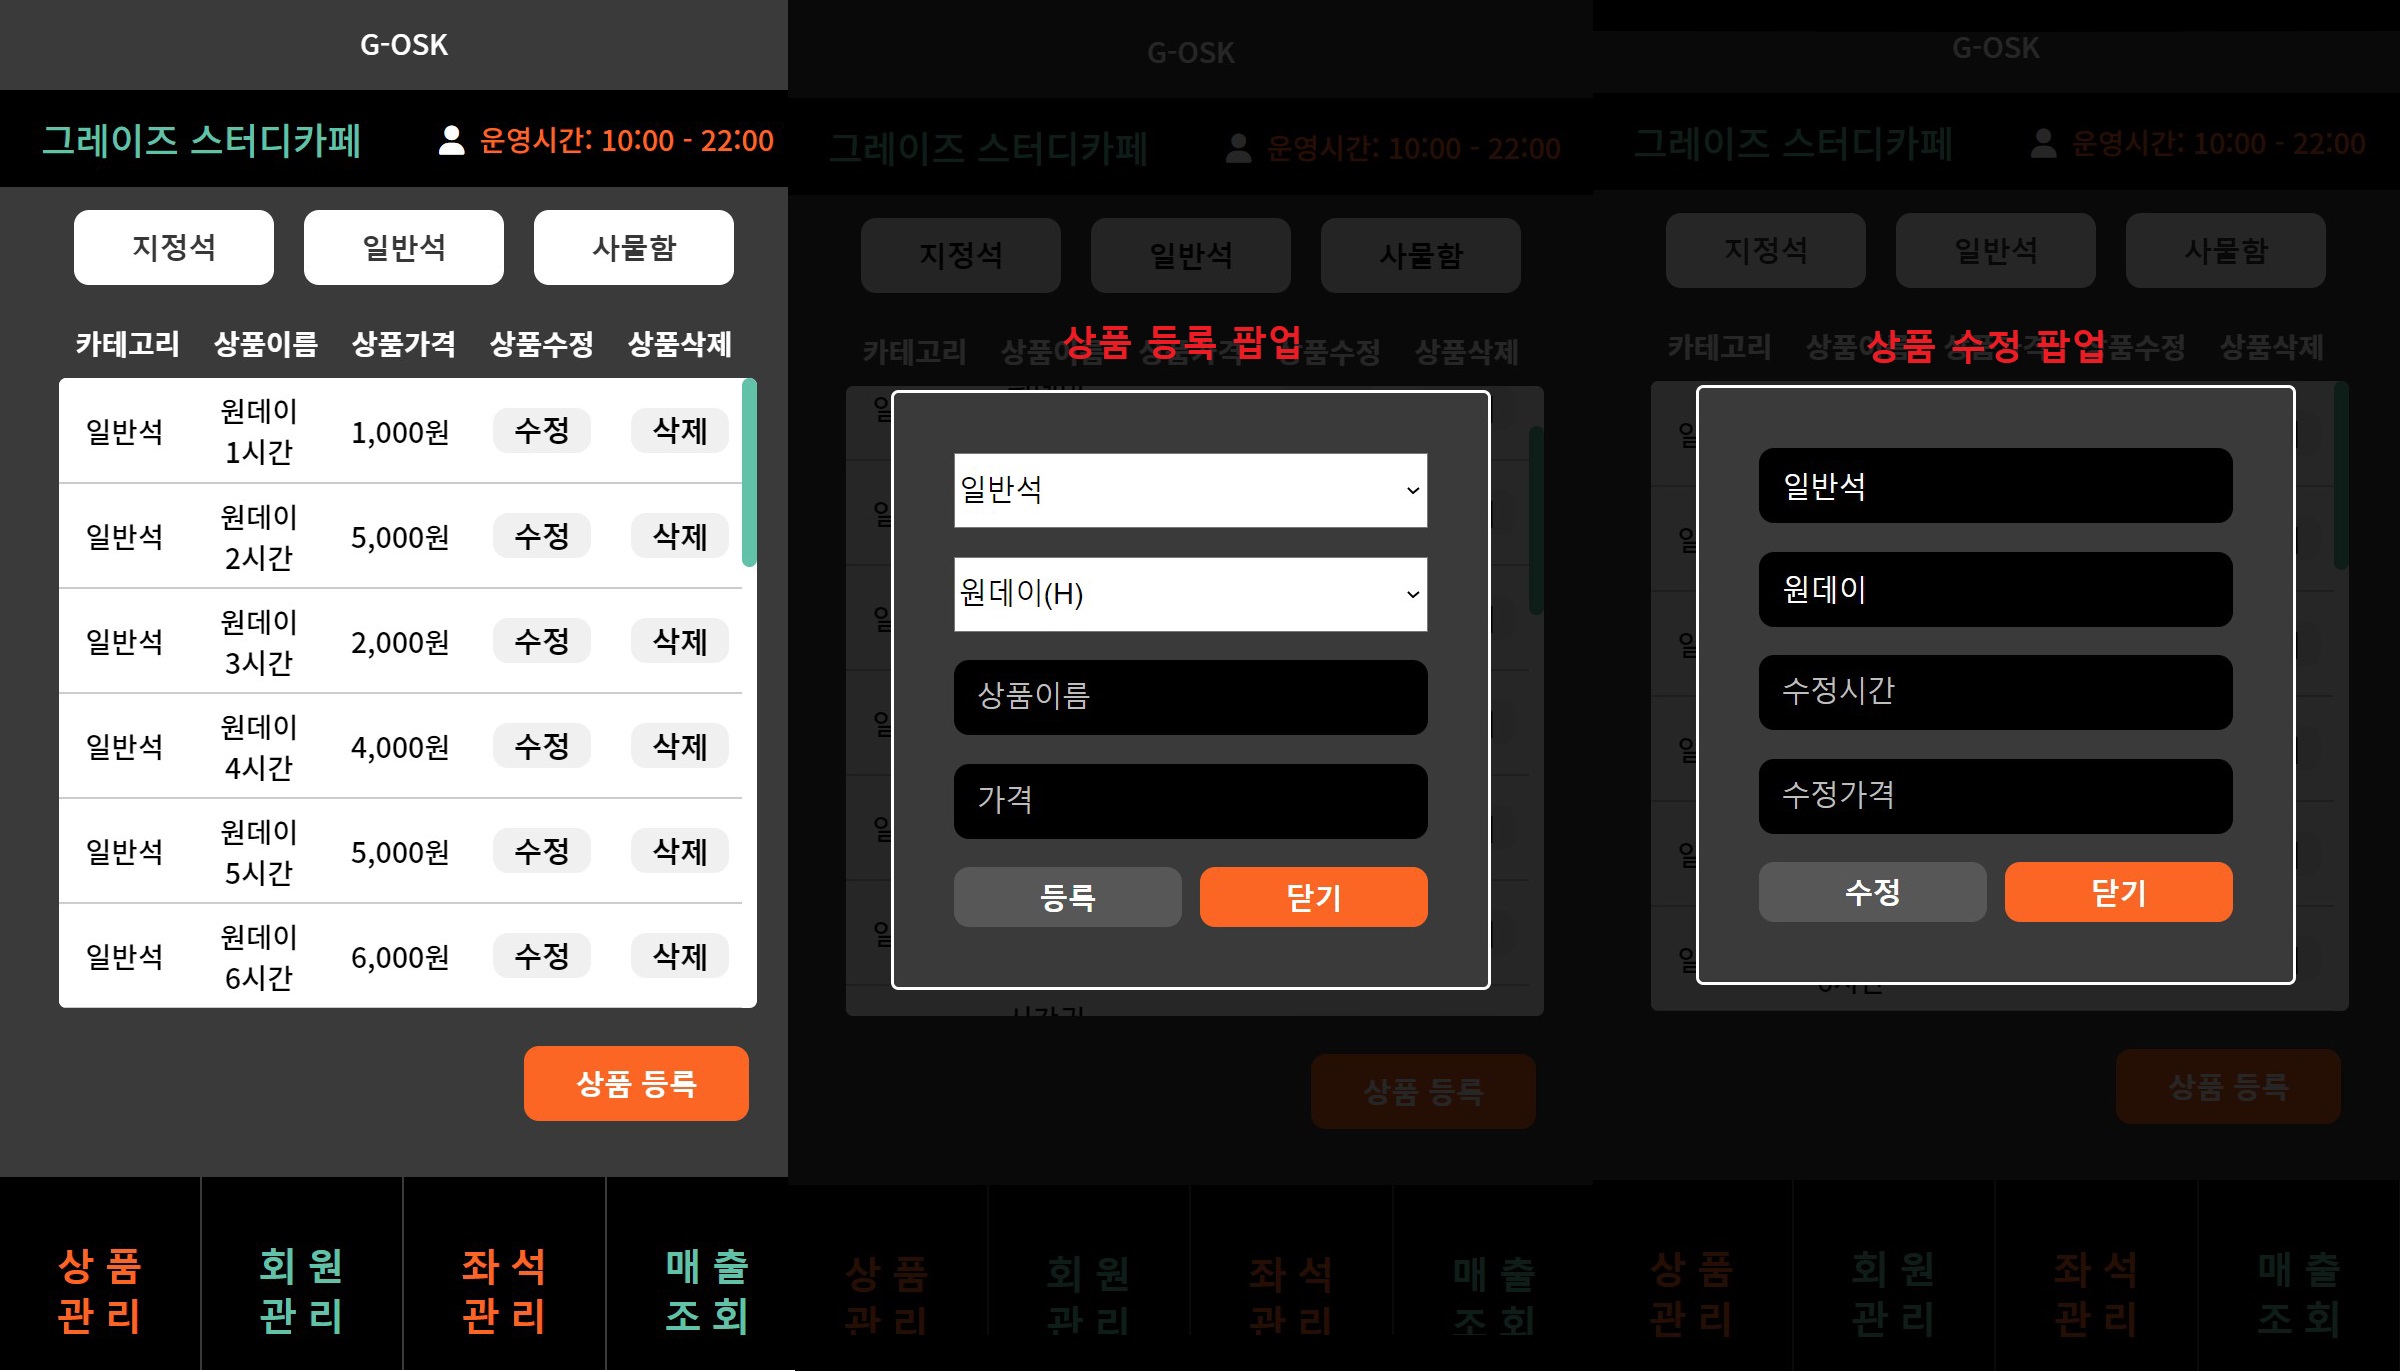 G-OSK
그레이즈 스터디카페
운영시간: 10:00 - 22:00
지정석 일반석 사물함
카테고리 상품이름 상품가격 상품수정 상품삭제
일반석 원데이 1시간 1,000원 수정 삭제
일반석 원데이 2시간 5,000원 수정 삭제
일반석 원데이 3시간 2,000원 수정 삭제
일반석 원데이 4시간 4,000원 수정 삭제
일반석 원데이 5시간 5,000원 수정 삭제
일반석 원데이 6시간 6,000원 수정 삭제
상품 등록
상품 관리
회원 관리
좌석 관리
매출 조회
G-OSK
그레이즈 스터디카페
운영시간: 10:00 - 22:00
지정석 일반석 사물함
카테고리 상품삭제
상품 등록 팝업
일반석
원데이(H)
상품이름
가격
등록 닫기
상품 등록
상품 관리
회원 관리
좌석 관리
매출 조회
G-OSK
그레이즈 스터디카페
운영시간: 10:00 - 22:00
지정석 일반석 사물함
카테고리 상품삭제
상품 수정 팝업
일반석
원데이
수정시간
수정가격
수정 닫기
상품 등록
상품 관리
회원 관리
좌석 관리
매출 조회